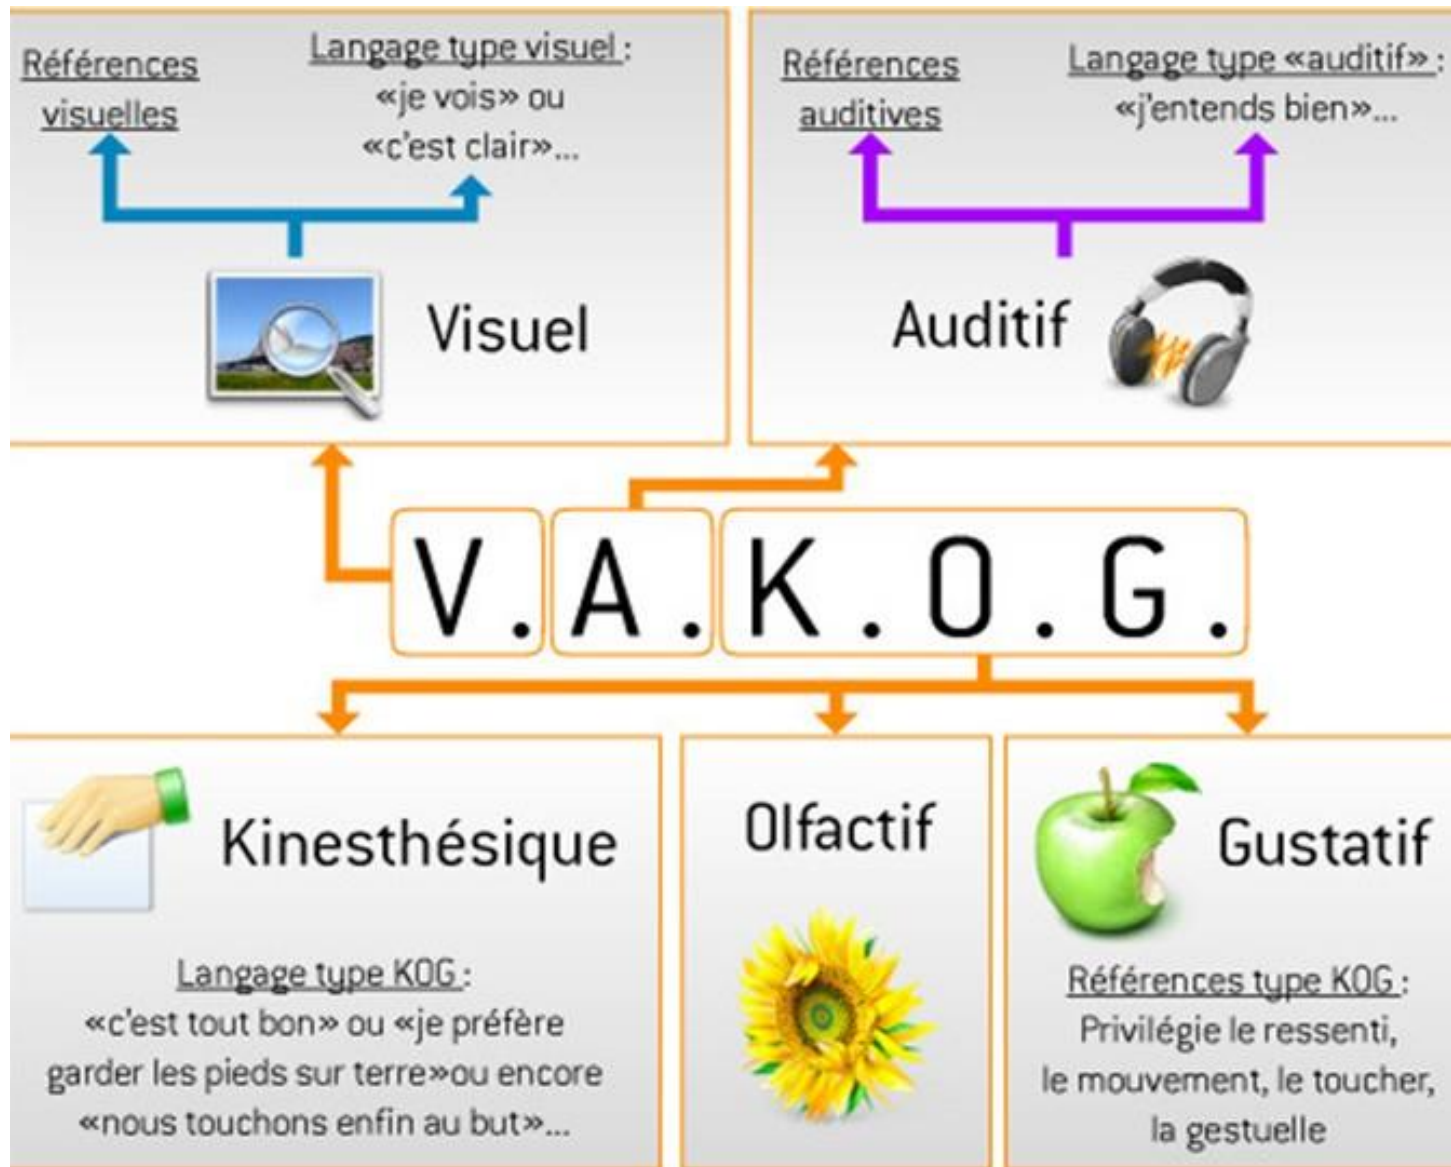 Références
visuelles
Langage type visuel :
«je vois» ou
«c'est clair»...
Visuel
Références
auditives
Langage type «auditif» :
«j'entends bien»...
Auditif
V.A.K.O.G.
Kinesthésique
Langage type KOG :
«c'est tout bon» ou «je préfère
garder les pieds sur terre»ou encore
«nous touchons enfin au but»...
Olfactif
Gustatif
Références type KOG :
Privilégie le ressenti,
le mouvement, le toucher,
la gestuelle